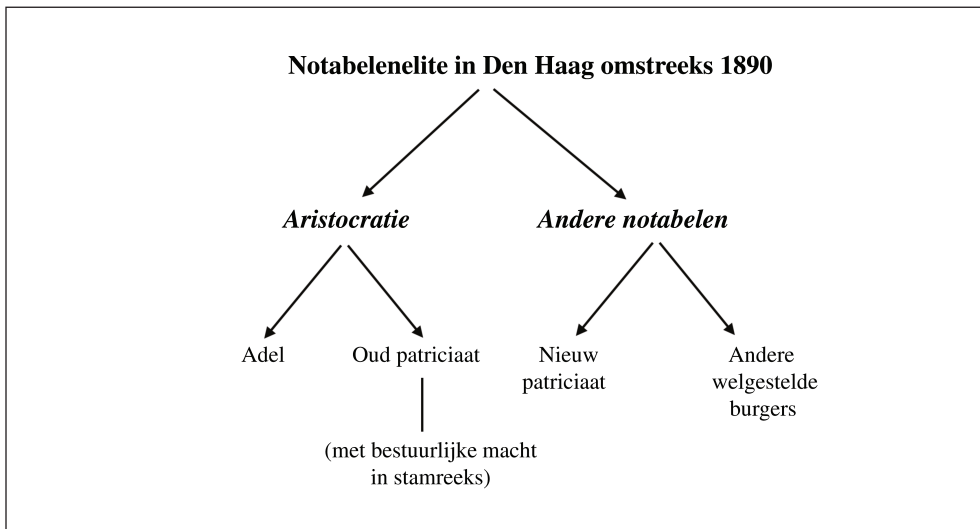 Notabelenelite in Den Haag omstreeks 1890
Aristocratie
Andere notabelen
Adel
Oud patriciaat
(met bestuurlijke macht
in stamreeks)
Nieuw
patriciaat
Andere
welgestelde
burgers